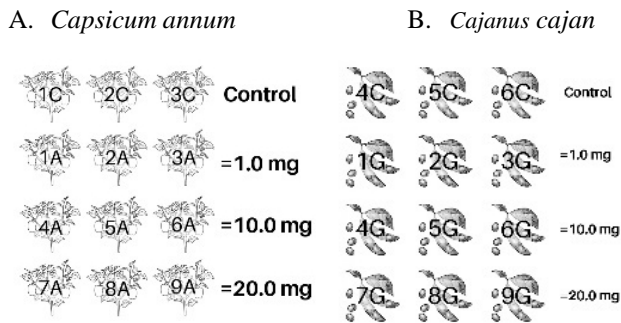 A. Capsicum annum
B. Cajanus cajan
1C 2C 3C Control
1A 2A 3A =1.0 mg
4A 5A 6A =10.0 mg
7A 8A 9A =20.0 mg
4C 5C 6C Control
1G 2G 3G =1.0 mg
4G 5G 6G =10.0 mg
7G 8G 9G =20.0 mg